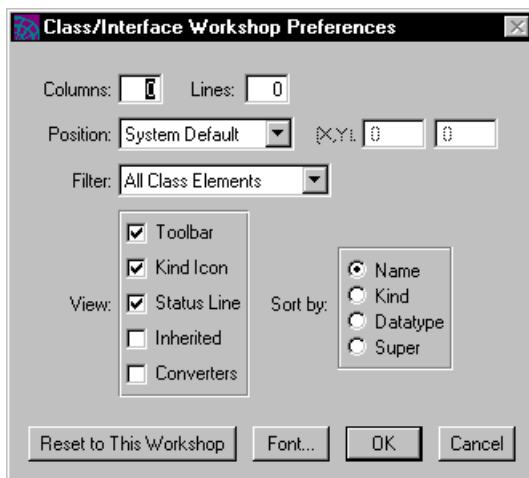 Class/Interface Workshop Preferences
Columns: 0 Lines: 0
Position: System Default (X,Y): 0 0
Filter: All Class Elements
Toolbar
Kind Icon
View: Status Line
Inherited
Converters
Sort by: Name
Kind
Datatype
Super
Reset to This Workshop Font... OK Cancel